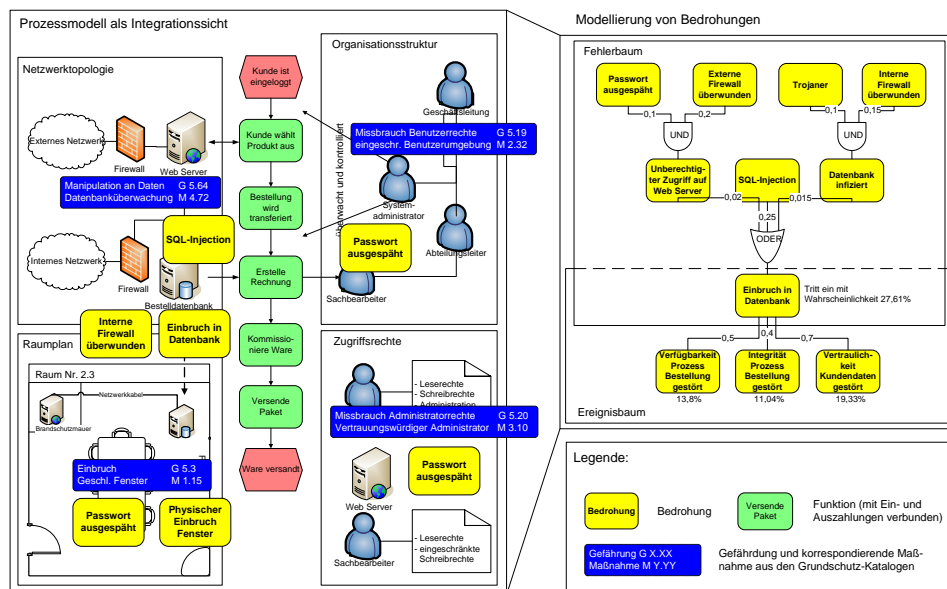 Prozessmodell als Integrationssicht
Netzwerktopologie
Externes Netzwerk
Firewall
Web Server
Manipulation an Daten G 5.64
Datenbanküberwachung M 4.72
SQL-Injection
Internes Netzwerk
Firewall
Bestelldatenbank
Interne
Firewall
überwunden
Einbruch in
Datenbank
Raumplan
Raum Nr. 2.3
Netzwerkkabel
Brandschutzmauer
Einbruch G 5.3
Geschl. Fenster M 1.15
Passwort
ausgespäht
Physischer
Einbruch
Fenster
Kunde ist
eingeloggt
Kunde wählt
Produkt aus
Bestellung
wird
transferiert
Erstelle
Rechnung
Kommissio-
niere Ware
Versende
Paket
Ware versandt
Organisationsstruktur
Geschäftsleitung
Missbrauch Benutzerrechte G 5.19
eingeschr. Benutzerumgebung M 2.32
überwacht und kontrolliert
System-
administrator
Passwort
ausgespäht
Abteilungsleiter
Sachbearbeiter
Zugriffsrechte
- Leserechte
- Schreibrechte
- Administration
Missbrauch Administratorrechte G 5.20
Vertrauungswürdiger Administrator M 3.10
Web Server
Passwort
ausgespäht
Sachbearbeiter
- Leserechte
- eingeschränkte
Schreibrechte
Modellierung von Bedrohungen
Fehlerbaum
Passwort
ausgespäht
Externe
Firewall
überwunden
Trojaner
Interne
Firewall
überwunden
0,1
0,2
0,1
0,15
UND
UND
Unberechtig-
ter Zugriff auf
Web Server
SQL-Injection
Datenbank
infiziert
0,02
0,25
0,015
ODER
Einbruch in
Datenbank
Tritt ein mit
Wahrscheinlichkeit 27,61%
0,5
0,4
0,7
Verfügbarkeit
Prozess
Bestellung
gestört
Integrität
Prozess
Bestellung
gestört
Vertraulich-
keit
Kundendaten
gestört
13,8%
11,04%
19,33%
Ereignisbaum
Legende:
Bedrohung
Bedrohung
Versende
Paket
Funktion (mit Ein- und
Auszahlungen verbunden)
Gefährung G X.XX
Maßnahme M Y.YY
Gefährdung und korrespondierende Maß-
nahme aus den Grundschutz-Katalogen